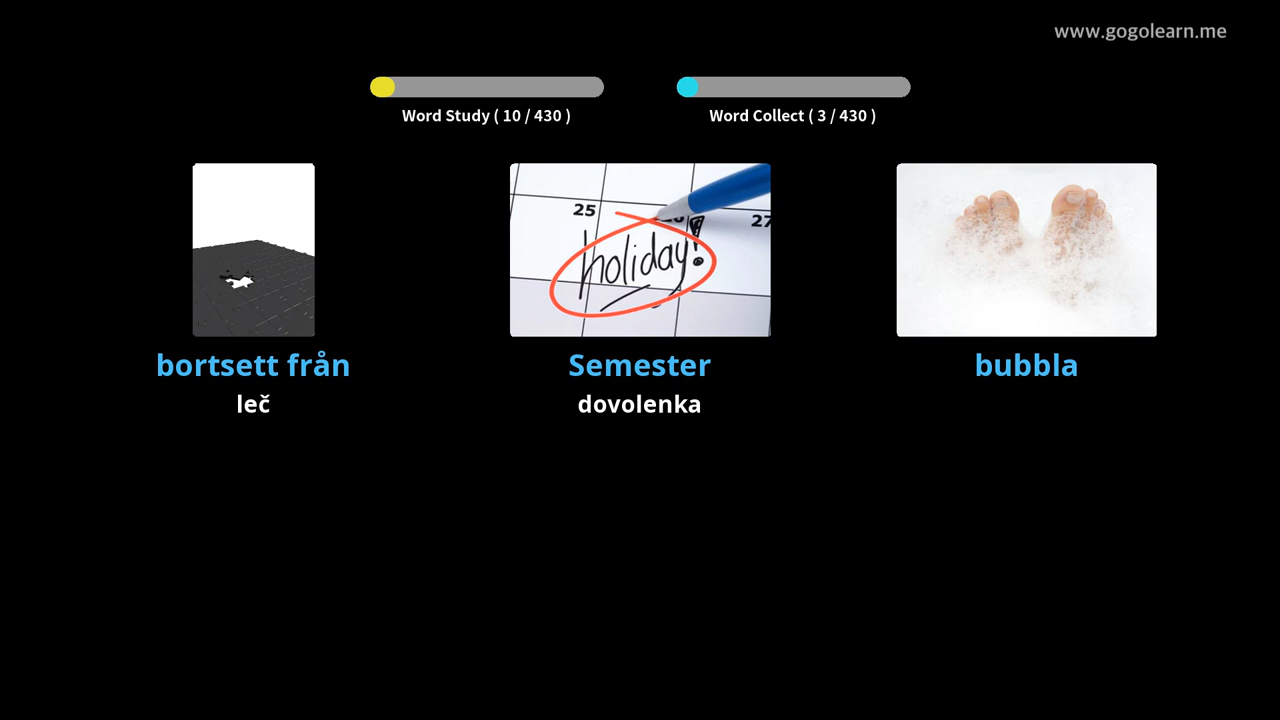 www.gogolearn.me
Word Study ( 10 / 430 )
Word Collect ( 3 / 430 )
25
27
holiday!
bortsett från
Semester
bubbla
leč
dovolenka